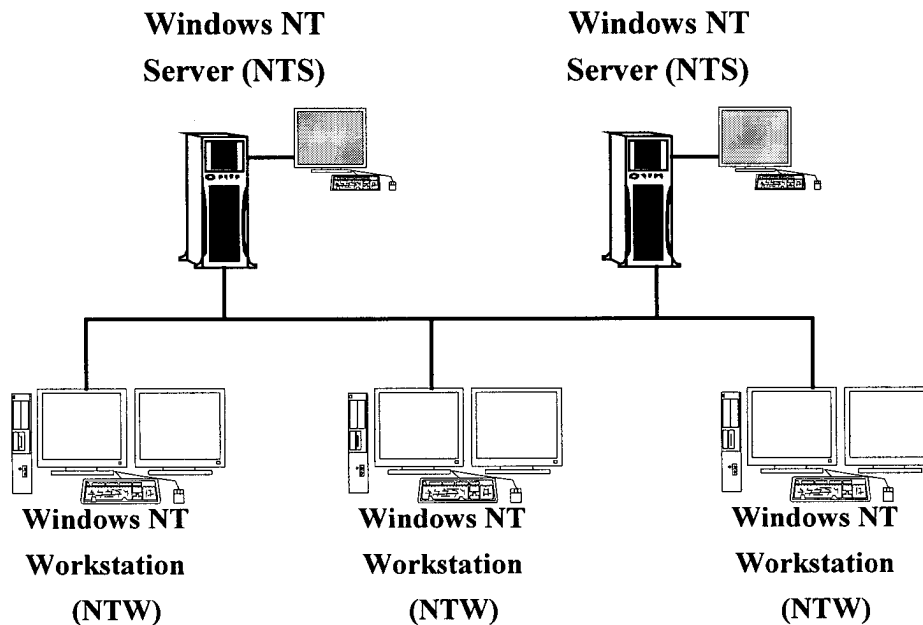 Windows NT
Server (NTS)
Windows NT
Server (NTS)
Windows NT
Workstation
(NTW)
Windows NT
Workstation
(NTW)
Windows NT
Workstation
(NTW)